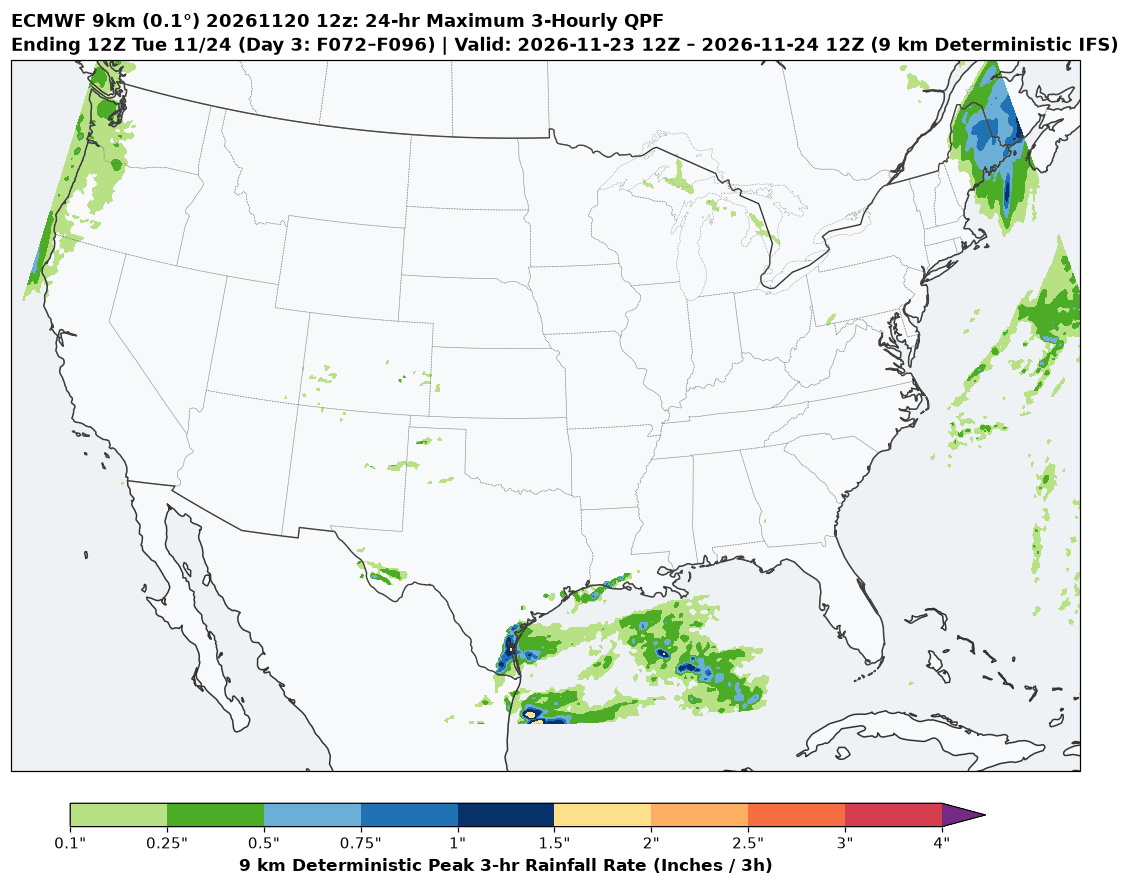 ECMWF 9km (0.1°) 20261120 12z: 24-hr Maximum 3-Hourly QPF
Ending 12Z Tue 11/24 (Day 3: F072–F096) | Valid: 2026-11-23 12Z – 2026-11-24 12Z (9 km Deterministic IFS)
0.1" 0.25" 0.5" 0.75" 1" 1.5" 2" 2.5" 3" 4"
9 km Deterministic Peak 3-hr Rainfall Rate (Inches / 3h)